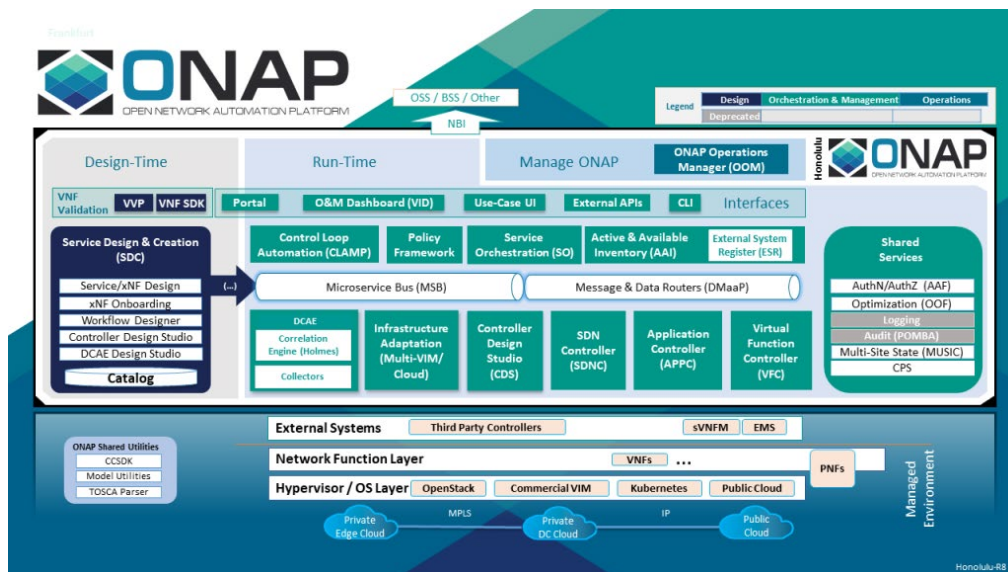 Frankfurt
ONAP
OPEN NETWORK AUTOMATION PLATFORM
OSS / BSS / Other
NBI
Legend
Design
Orchestration & Management
Operations
Deprecated
Design-Time
Run-Time
Manage ONAP
ONAP Operations
Manager (OOM)
Honolulu
ONAP
OPEN NETWORK AUTOMATION PLATFORM
VNF
Validation
VVP
VNF SDK
Portal
O&M Dashboard (VID)
Use-Case UI
External APIs
CLI
Interfaces
Service Design & Creation
(SDC)
Service/xNF Design
xNF Onboarding
Workflow Designer
Controller Design Studio
DCAE Design Studio
Catalog
(...)
Control Loop
Automation (CLAMP)
Policy
Framework
Service
Orchestration (SO)
Active & Available
Inventory (AAI)
External System
Register (ESR)
Microservice Bus (MSB)
Message & Data Routers (DMaaP)
DCAE
Correlation
Engine (Holmes)
Collectors
Infrastructure
Adaptation
(Multi-VIM/
Cloud)
Controller
Design
Studio
(CDS)
SDN
Controller
(SDNC)
Application
Controller
(APPC)
Virtual
Function
Controller
(VFC)
Shared
Services
AuthN/AuthZ (AAF)
Optimization (OOF)
Logging
Audit (POMBA)
Multi-Site State (MUSIC)
CPS
ONAP Shared Utilities
CCSDK
Model Utilities
TOSCA Parser
External Systems
Third Party Controllers
sVNFM
EMS
Network Function Layer
VNFs
...
PNFs
Hypervisor / OS Layer
OpenStack
Commercial VIM
Kubernetes
Public Cloud
Private
Edge Cloud
MPLS
Private
DC Cloud
IP
Public
Cloud
Managed
Environment
Honolulu-R8